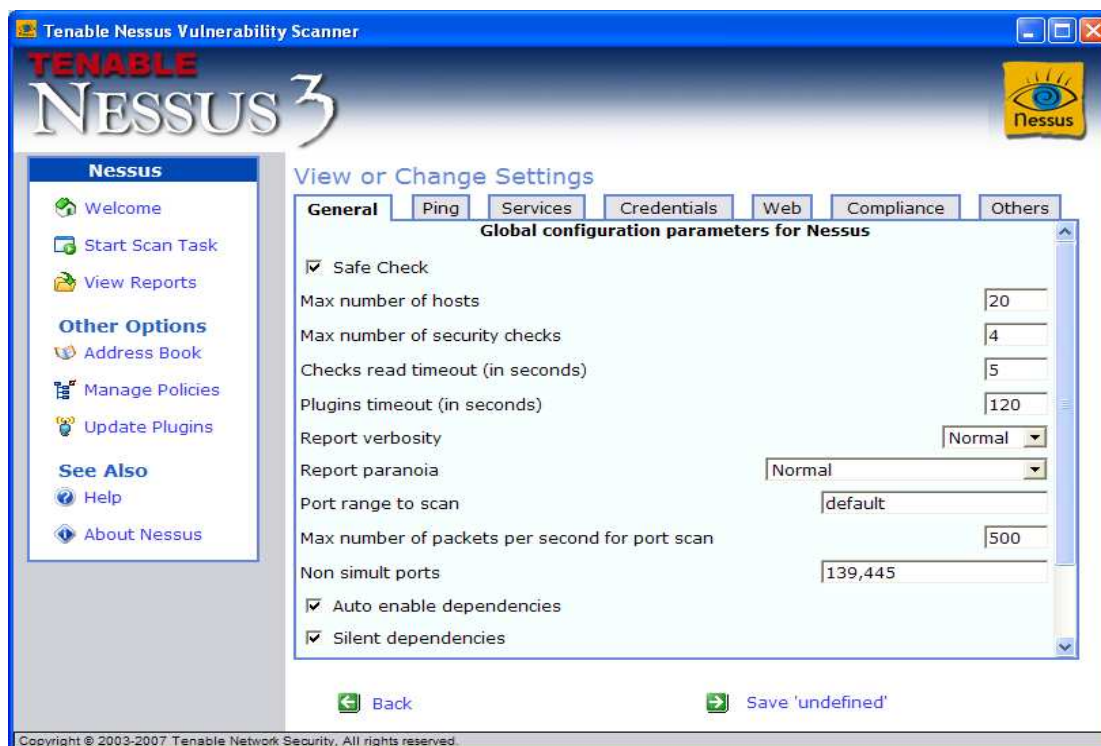 Tenable Nessus Vulnerability Scanner
TENABLE
NESSUS 3
Nessus
Nessus
Welcome
Start Scan Task
View Reports
Other Options
Address Book
Manage Policies
Update Plugins
See Also
Help
About Nessus
View or Change Settings
General Ping Services Credentials Web Compliance Others
Global configuration parameters for Nessus
Safe Check
Max number of hosts 20
Max number of security checks 4
Checks read timeout (in seconds) 5
Plugins timeout (in seconds) 120
Report verbosity Normal
Report paranoia Normal
Port range to scan default
Max number of packets per second for port scan 500
Non simult ports 139,445
Auto enable dependencies
Silent dependencies
Back Save 'undefined'
Copyright © 2003-2007 Tenable Network Security, All rights reserved.